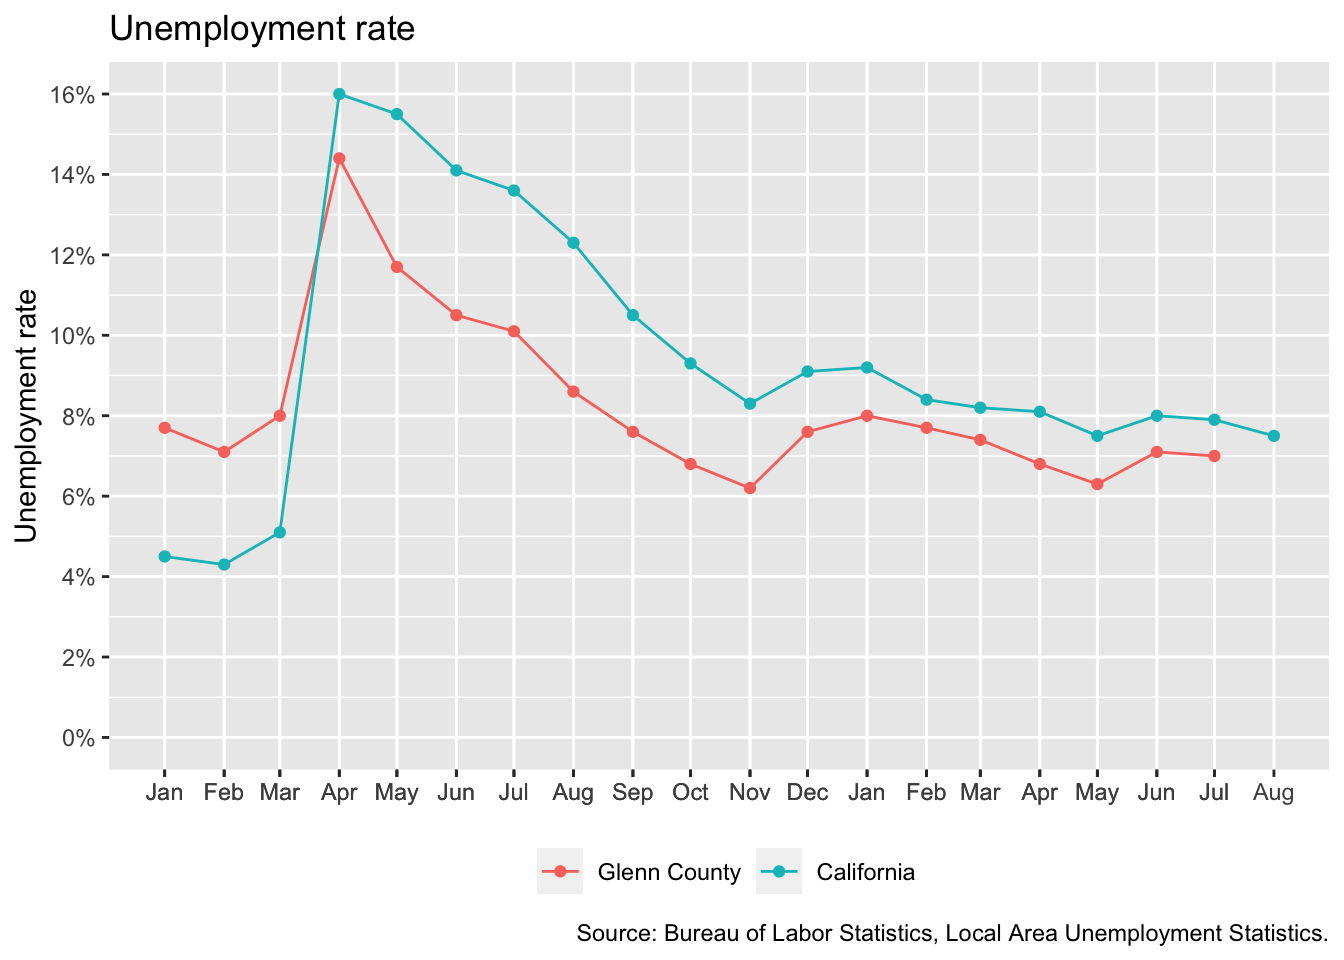 Unemployment rate
Unemployment rate
16%
14%
12%
10%
8%
6%
4%
2%
0%
Jan Feb Mar Apr May Jun Jul Aug Sep Oct Nov Dec Jan Feb Mar Apr May Jun Jul Aug
Glenn County California
Source: Bureau of Labor Statistics, Local Area Unemployment Statistics.